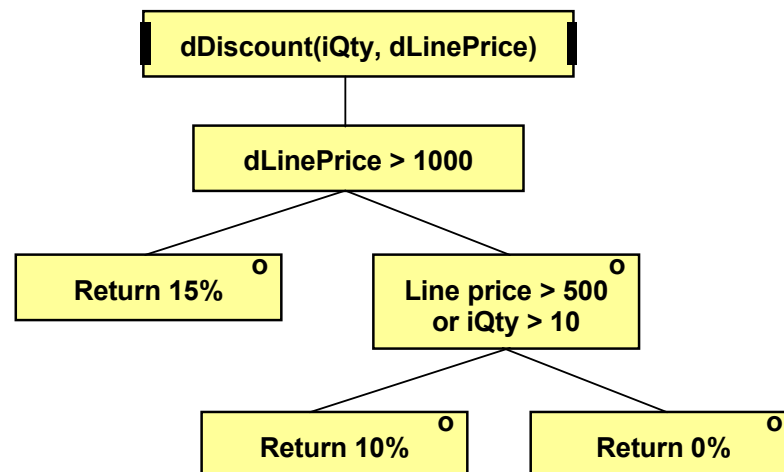 dDiscount(iQty, dLinePrice)
dLinePrice > 1000
o
Return 15%
o
Line price > 500
or iQty > 10
o
Return 10%
o
Return 0%